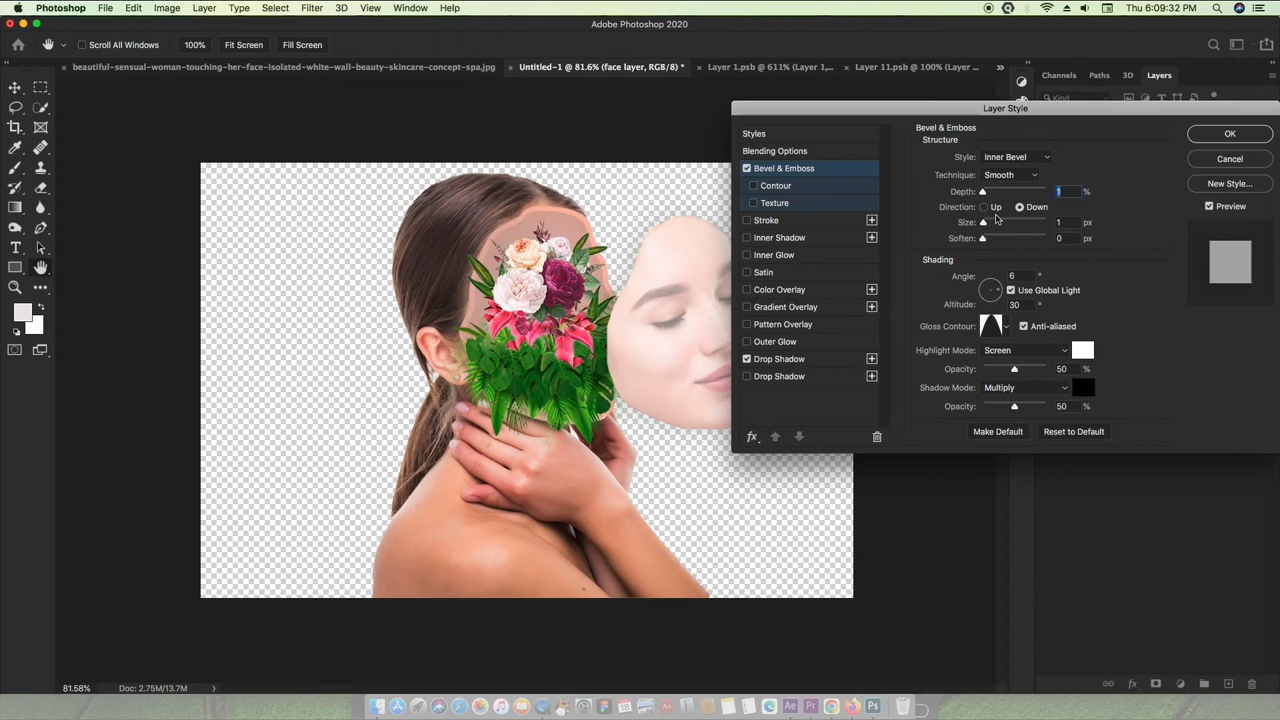 Photoshop File Edit Image Layer Type Select Filter 3D View Window Help Thu 6:09:32 PM
Adobe Photoshop 2020
Scroll All Windows 100% Fit Screen Fill Screen
× beautiful-sensual-woman-touching-her-face-isolated-white-wall-beauty-skincare-concept-spa.jpg × Untitled-1 @ 81.6% (face layer, RGB/8) * × Layer 1.psb @ 611% (Layer 1,... × Layer 11.psb @ 100% (Layer ... »
Channels Paths 3D Layers
Kind
Layer Style
Styles
Blending Options
Bevel & Emboss
Contour
Texture
Stroke
Inner Shadow
Inner Glow
Satin
Color Overlay
Gradient Overlay
Pattern Overlay
Outer Glow
Drop Shadow
Drop Shadow
fx
Bevel & Emboss
Structure
Style: Inner Bevel
Technique: Smooth
Depth: 1 %
Direction: Up Down
Size: 1 px
Soften: 0 px
Shading
Angle: 6 °
Use Global Light
Altitude: 30 °
Gloss Contour: Anti-aliased
Highlight Mode: Screen
Opacity: 50 %
Shadow Mode: Multiply
Opacity: 50 %
Make Default Reset to Default
OK
Cancel
New Style...
Preview
81.58% Doc: 2.75M/13.7M
fx
18 Ae Pr Ps